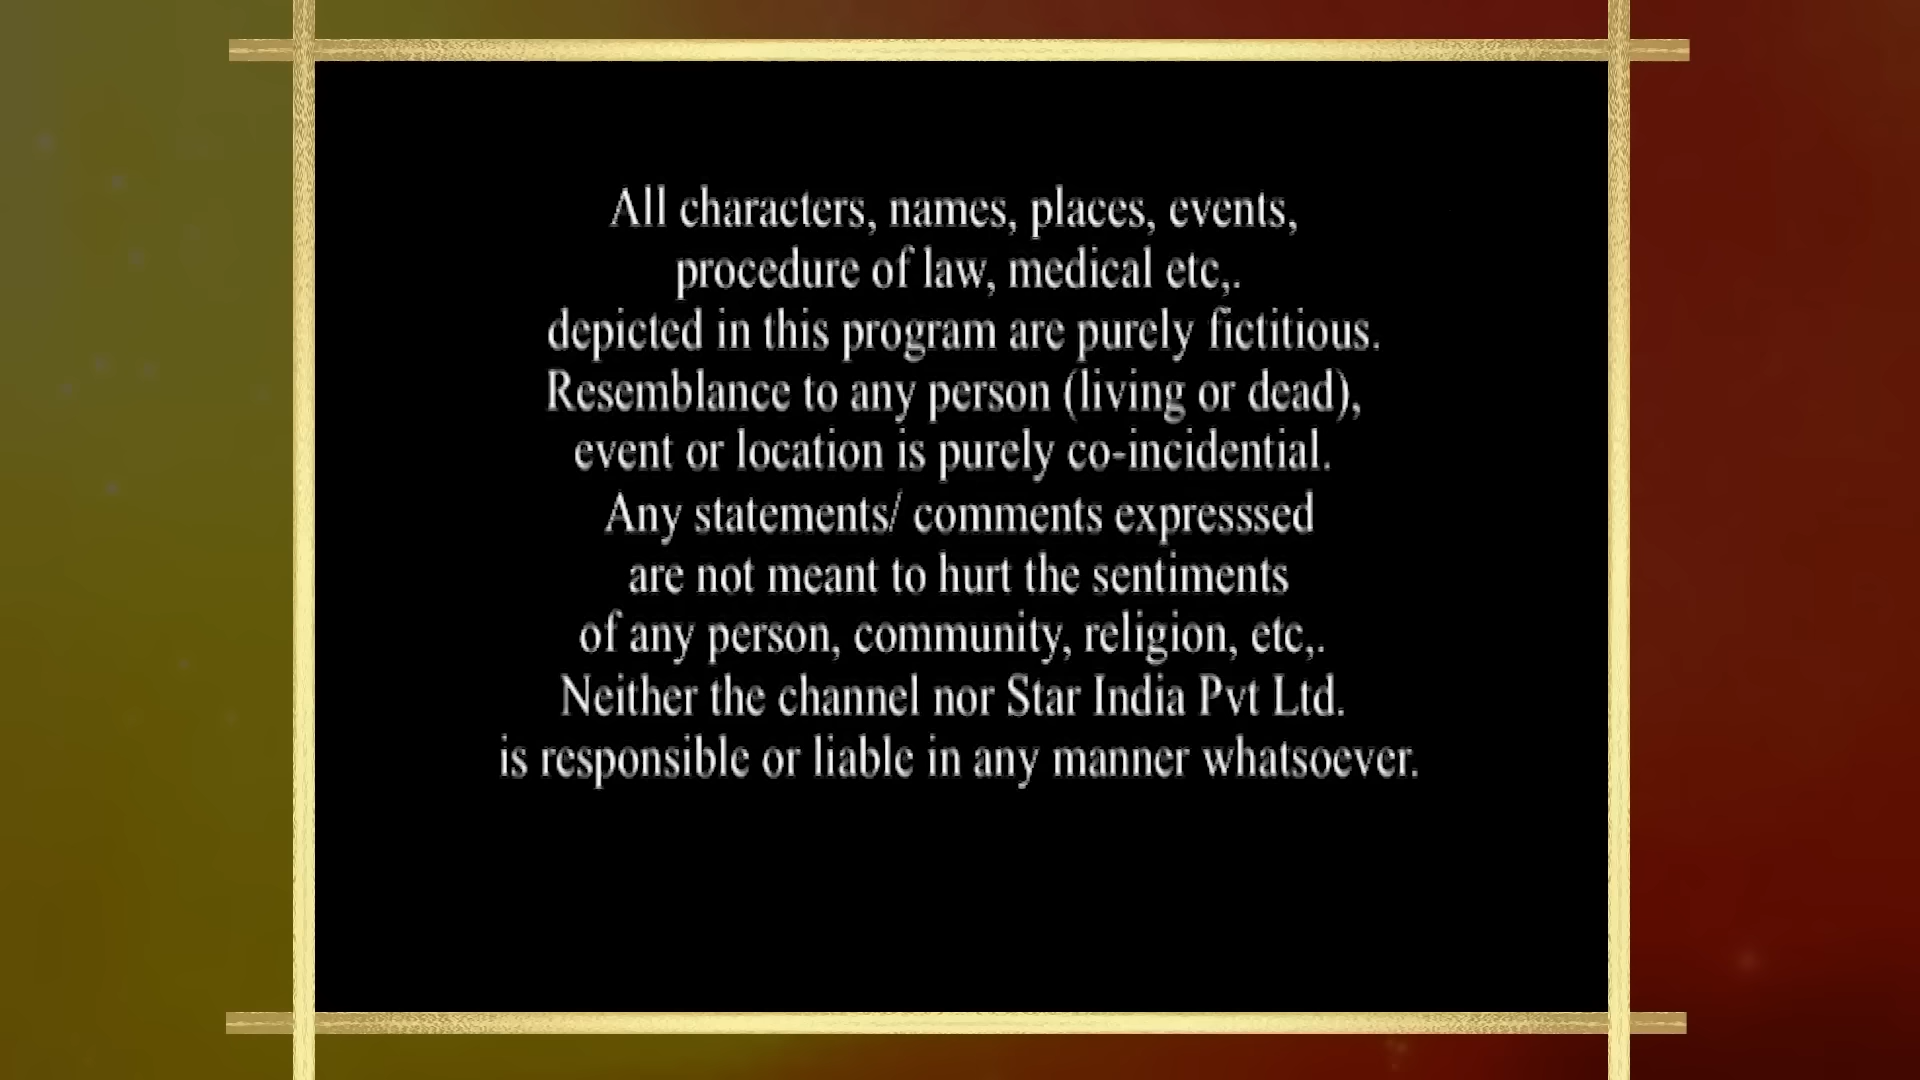 All characters, names, places, events,
procedure of law, medical etc,.
depicted in this program are purely fictitious.
Resemblance to any person (living or dead),
event or location is purely co-incidential.
Any statements/ comments expresssed
are not meant to hurt the sentiments
of any person, community, religion, etc,.
Neither the channel nor Star India Pvt Ltd.
is responsible or liable in any manner whatsoever.